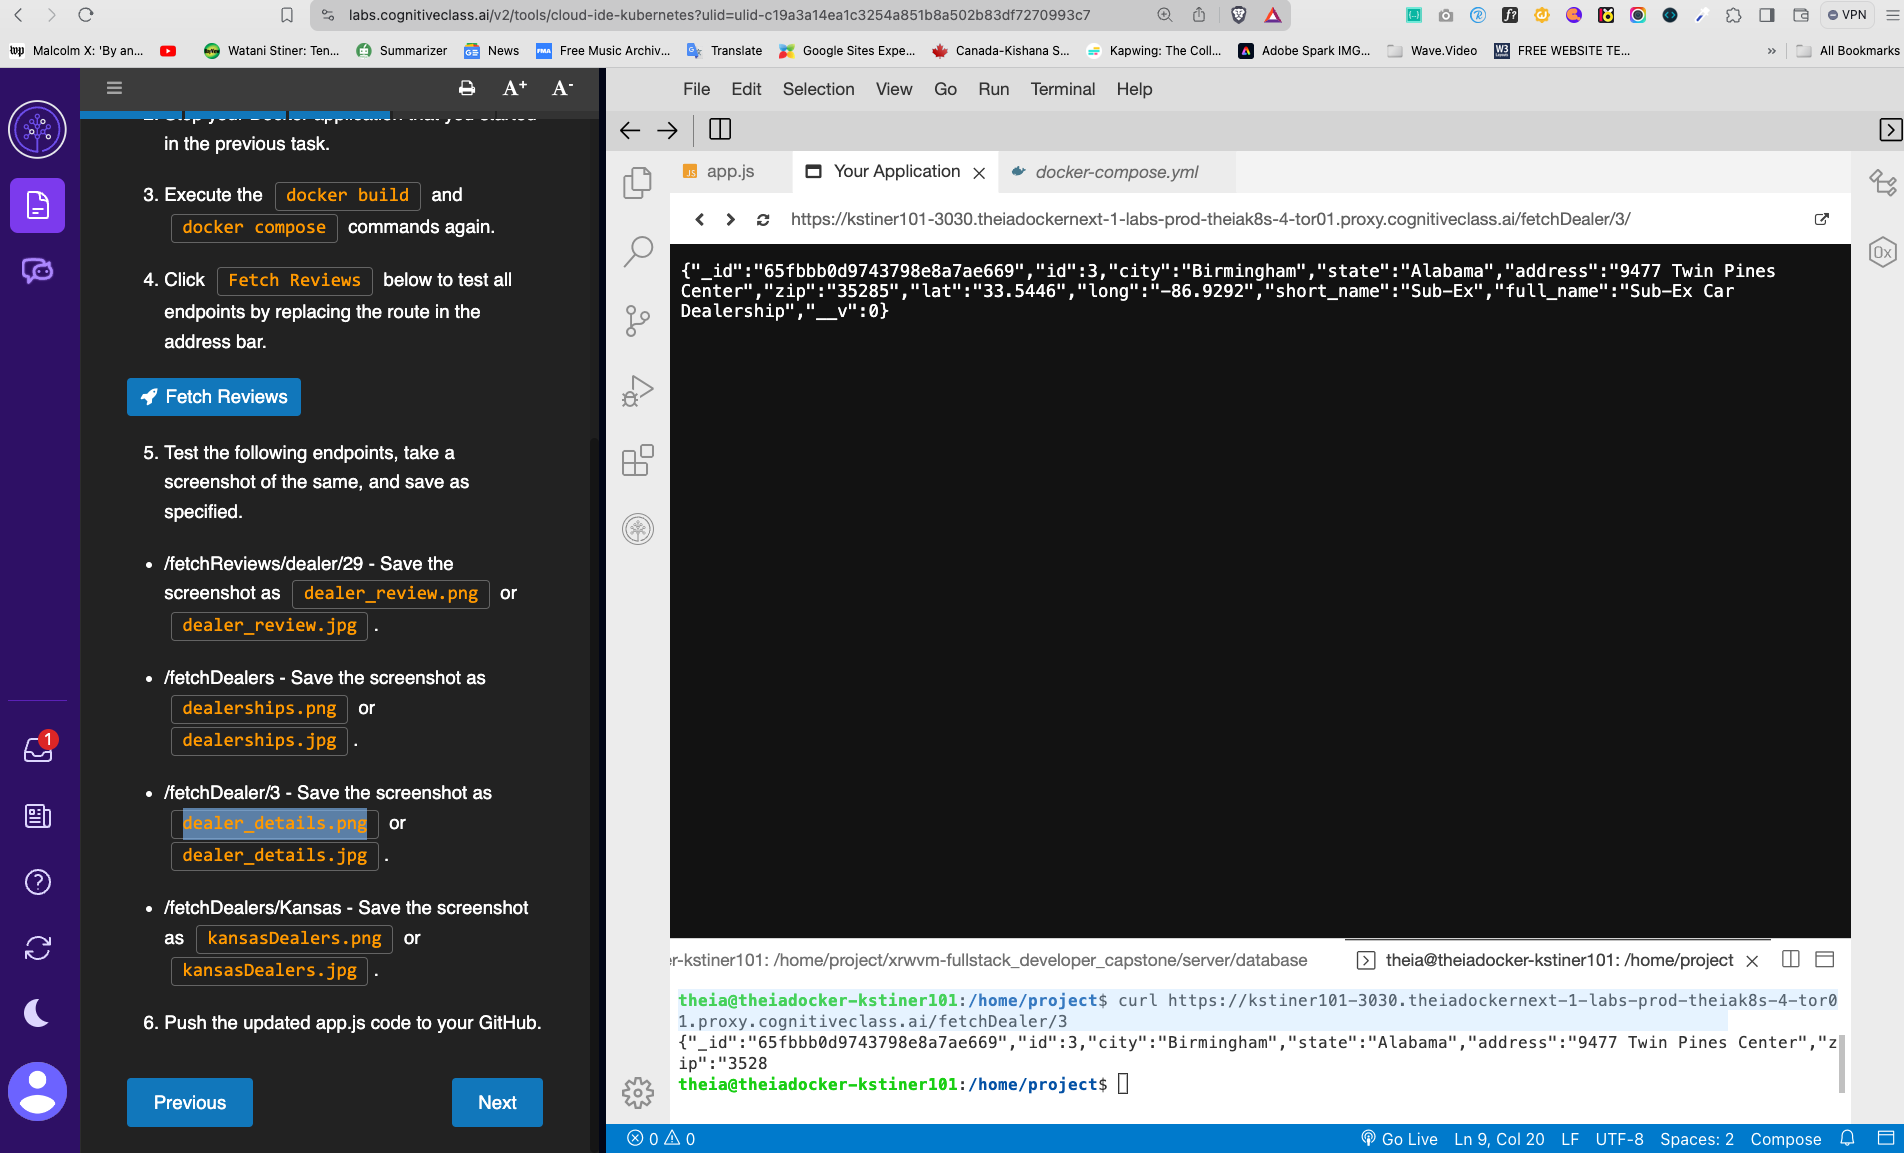 labs.cognitiveclass.ai/v2/tools/cloud-ide-kubernetes?ulid=ulid-c19a3a14ea1c3254a851b8a502b83df7270993c7
VPN
Malcolm X: 'By an...
Watani Stiner: Ten...
Summarizer
News
Free Music Archiv...
Translate
Google Sites Expe...
Canada-Kishana S...
Kapwing: The Coll...
Adobe Spark IMG...
Wave.Video
FREE WEBSITE TE...
»
All Bookmarks
A+ A-
in the previous task.
3. Execute the docker build and
docker compose commands again.
4. Click Fetch Reviews below to test all
endpoints by replacing the route in the
address bar.
Fetch Reviews
5. Test the following endpoints, take a
screenshot of the same, and save as
specified.
• /fetchReviews/dealer/29 - Save the
screenshot as dealer_review.png or
dealer_review.jpg .
• /fetchDealers - Save the screenshot as
dealerships.png or
dealerships.jpg .
• /fetchDealer/3 - Save the screenshot as
dealer_details.png or
dealer_details.jpg .
• /fetchDealers/Kansas - Save the screenshot
as kansasDealers.png or
kansasDealers.jpg .
6. Push the updated app.js code to your GitHub.
Previous
Next
1
File Edit Selection View Go Run Terminal Help
JS app.js
Your Application
docker-compose.yml
https://kstiner101-3030.theiadockernext-1-labs-prod-theiak8s-4-tor01.proxy.cognitiveclass.ai/fetchDealer/3/
{"_id":"65fbbb0d9743798e8a7ae669","id":3,"city":"Birmingham","state":"Alabama","address":"9477 Twin Pines
Center","zip":"35285","lat":"33.5446","long":"-86.9292","short_name":"Sub-Ex","full_name":"Sub-Ex Car
Dealership","__v":0}
0x
r-kstiner101: /home/project/xrwvm-fullstack_developer_capstone/server/database
theia@theiadocker-kstiner101: /home/project
theia@theiadocker-kstiner101:/home/project$ curl https://kstiner101-3030.theiadockernext-1-labs-prod-theiak8s-4-tor0
1.proxy.cognitiveclass.ai/fetchDealer/3
{"_id":"65fbbb0d9743798e8a7ae669","id":3,"city":"Birmingham","state":"Alabama","address":"9477 Twin Pines Center","z
ip":"3528
theia@theiadocker-kstiner101:/home/project$
0 0
Go Live
Ln 9, Col 20
LF
UTF-8
Spaces: 2
Compose